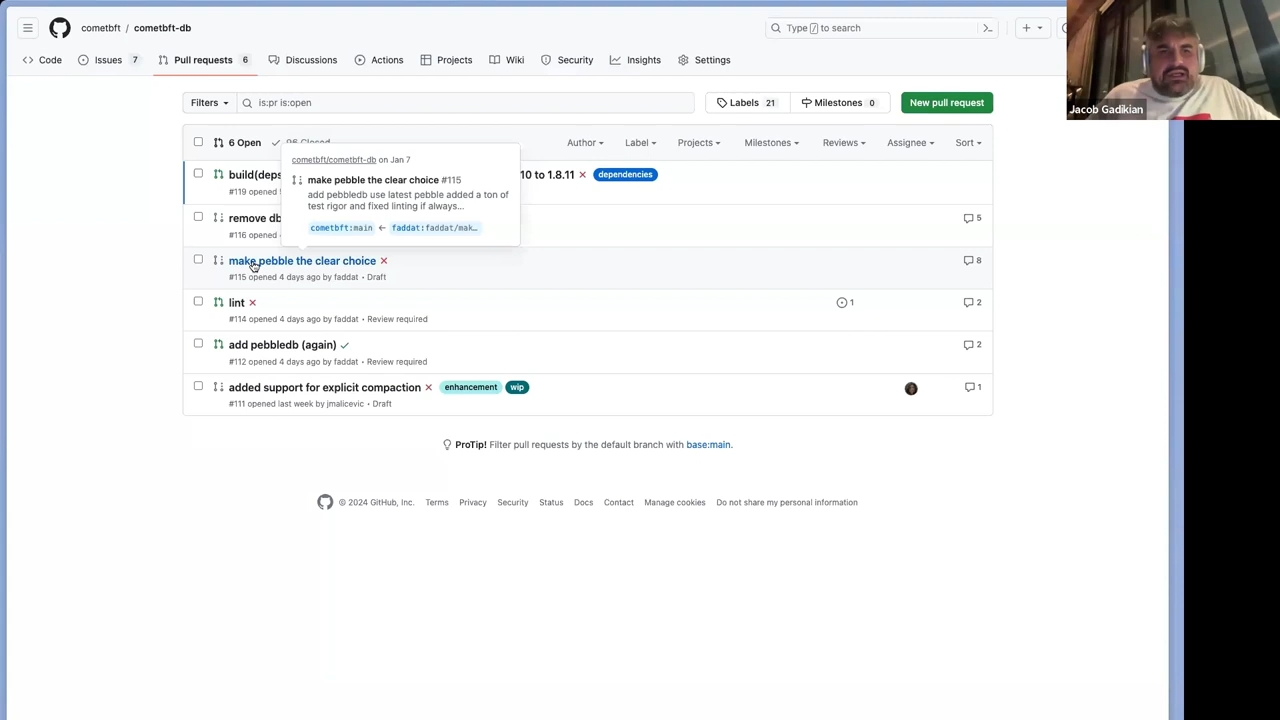 cometbft / cometbft-db
Type / to search
Code
Issues 7
Pull requests 6
Discussions
Actions
Projects
Wiki
Security
Insights
Settings
Jacob Gadikian
Filters
is:pr is:open
Labels 21
Milestones 0
New pull request
6 Open
Closed
Author
Label
Projects
Milestones
Reviews
Assignee
Sort
cometbft/cometbft-db on Jan 7
make pebble the clear choice #115
add pebbledb use latest pebble added a ton of
test rigor and fixed linting if always...
cometbft:main ← faddat:faddat/mak…
build(deps
10 to 1.8.11
dependencies
#119 opened
remove db
5
#116 opened
make pebble the clear choice
8
#115 opened 4 days ago by faddat • Draft
lint
1
2
#114 opened 4 days ago by faddat • Review required
add pebbledb (again)
2
#112 opened 4 days ago by faddat • Review required
added support for explicit compaction
enhancement
wip
1
#111 opened last week by jmalicevic • Draft
ProTip! Filter pull requests by the default branch with base:main.
© 2024 GitHub, Inc.
Terms
Privacy
Security
Status
Docs
Contact
Manage cookies
Do not share my personal information